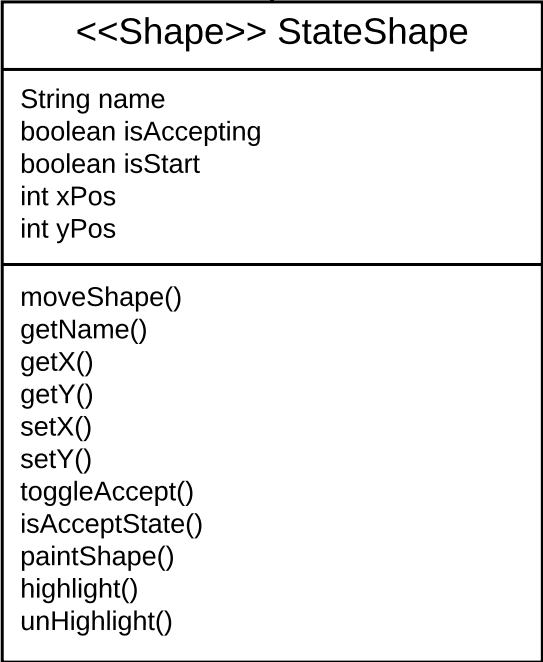 <<Shape>> StateShape
String name
boolean isAccepting
boolean isStart
int xPos
int yPos
moveShape()
getName()
getX()
getY()
setX()
setY()
toggleAccept()
isAcceptState()
paintShape()
highlight()
unHighlight()